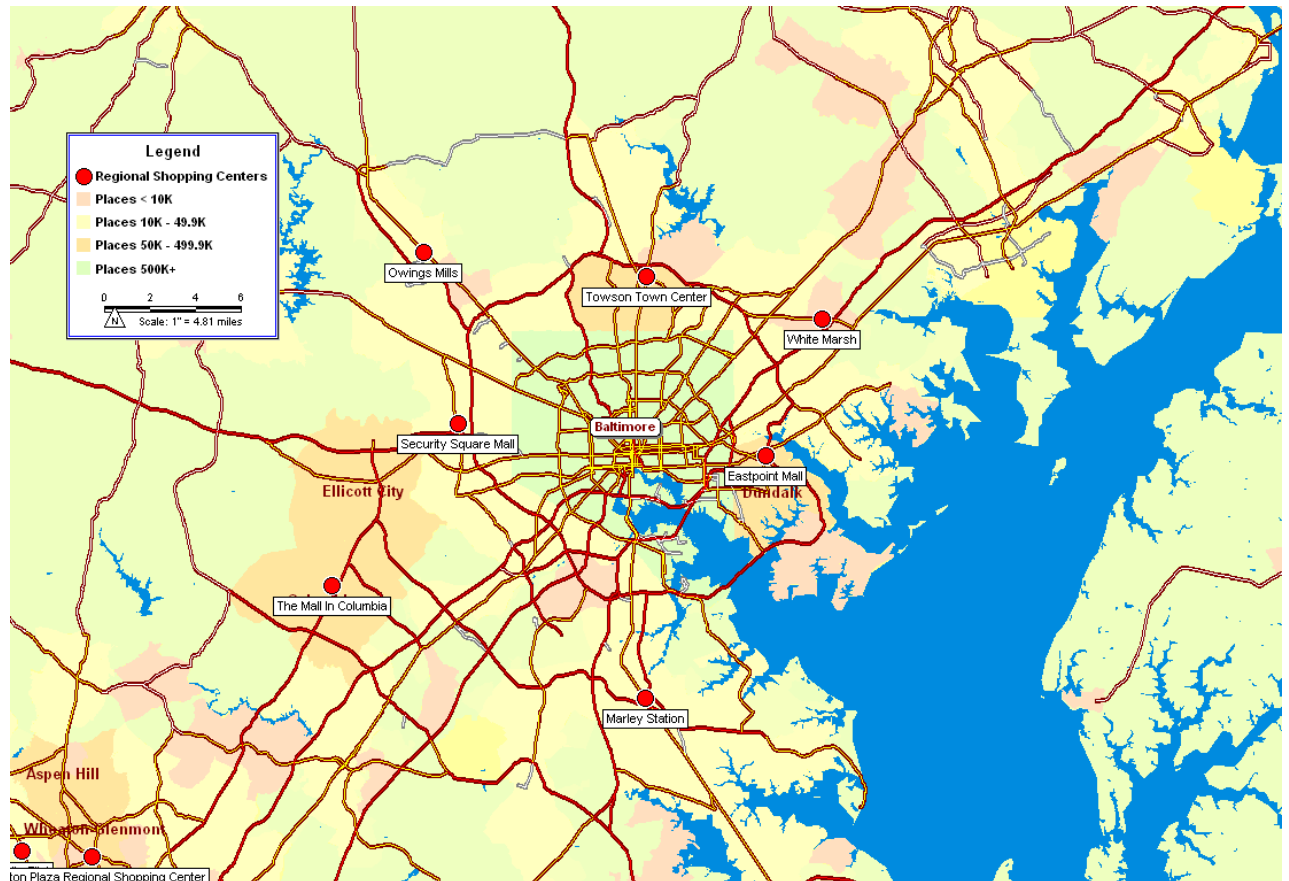 Legend
Regional Shopping Centers
Places < 10K
Places 10K - 49.9K
Places 50K - 499.9K
Places 500K+
0 2 4 6
N
Scale: 1" = 4.81 miles
Owings Mills
Towson Town Center
White Marsh
Baltimore
Security Square Mall
Eastpoint Mall
Ellicott City
Dundalk
The Mall In Columbia
Marley Station
Aspen Hill
Wheaton-Glenmont
ton Plaza Regional Shopping Center